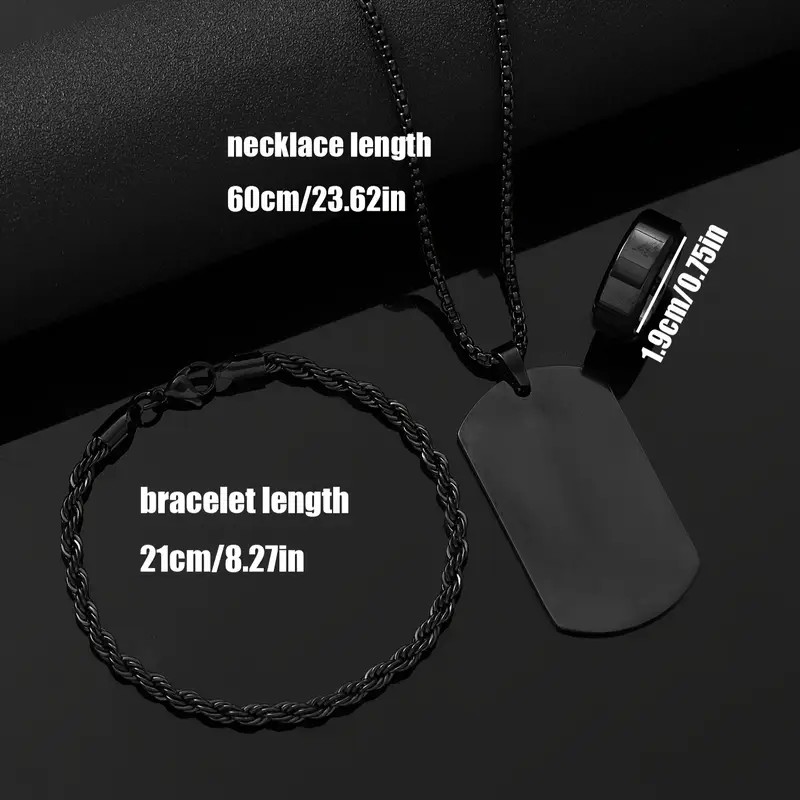 necklace length
60cm/23.62in
1.9cm/0.75in
bracelet length
21cm/8.27in